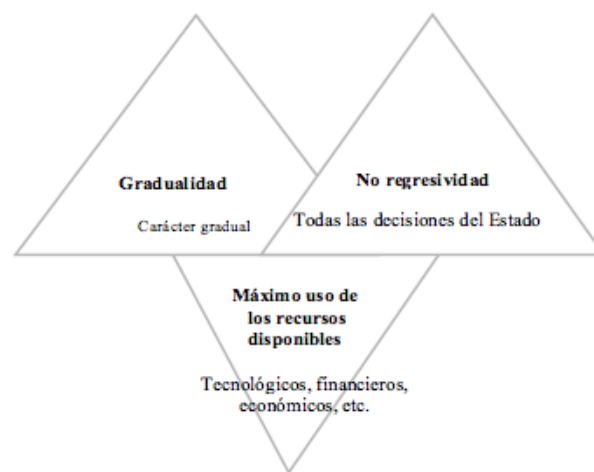 Gradualidad
Carácter gradual
No regresividad
Todas las decisiones del Estado
Máximo uso de
los recursos
disponibles
Tecnológicos, financieros,
económicos, etc.